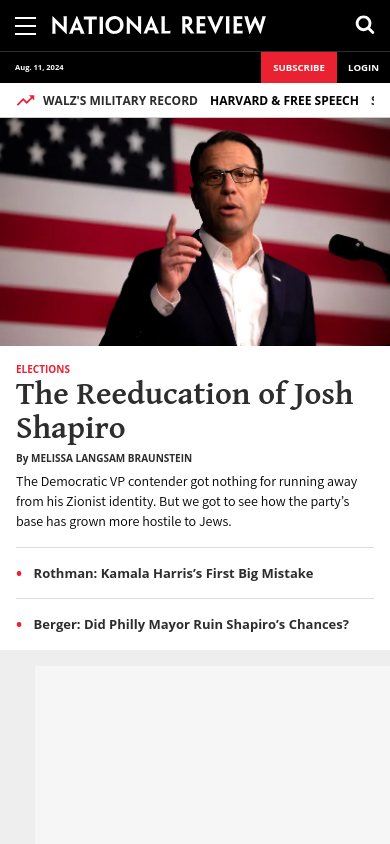 NATIONAL REVIEW
Aug. 11, 2024
SUBSCRIBE
LOGIN
WALZ'S MILITARY RECORD HARVARD & FREE SPEECH
ELECTIONS
The Reeducation of Josh
Shapiro
By MELISSA LANGSAM BRAUNSTEIN
The Democratic VP contender got nothing for running away
from his Zionist identity. But we got to see how the party’s
base has grown more hostile to Jews.
Rothman: Kamala Harris’s First Big Mistake
Berger: Did Philly Mayor Ruin Shapiro’s Chances?